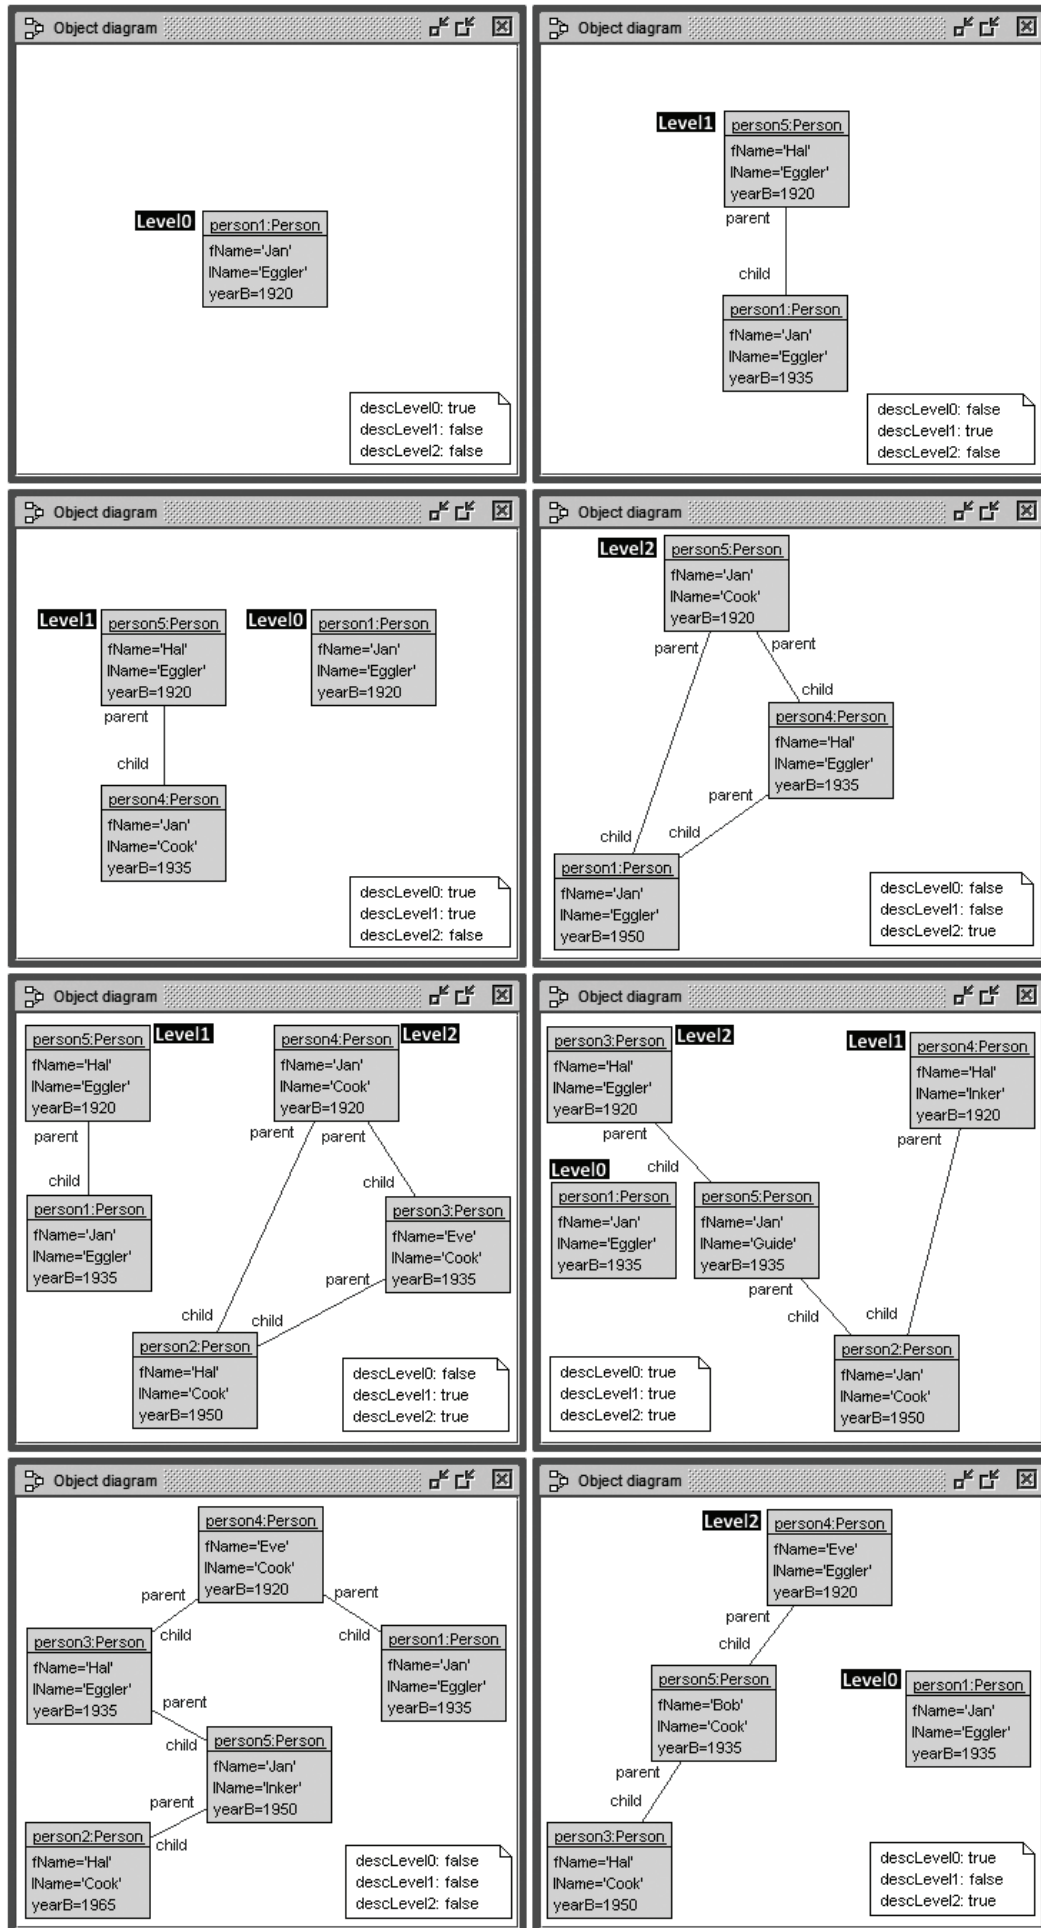 Object diagram
Level0
person1:Person
fName='Jan'
lName='Eggler'
yearB=1920
descLevel0: true
descLevel1: false
descLevel2: false
Object diagram
Level1
person5:Person
fName='Hal'
lName='Eggler'
yearB=1920
parent
child
person1:Person
fName='Jan'
lName='Eggler'
yearB=1935
descLevel0: false
descLevel1: true
descLevel2: false
Object diagram
Level1
person5:Person
fName='Hal'
lName='Eggler'
yearB=1920
Level0
person1:Person
fName='Jan'
lName='Eggler'
yearB=1920
parent
child
person4:Person
fName='Jan'
lName='Cook'
yearB=1935
descLevel0: true
descLevel1: true
descLevel2: false
Object diagram
Level2
person5:Person
fName='Jan'
lName='Cook'
yearB=1920
parent
parent
child
person4:Person
fName='Hal'
lName='Eggler'
yearB=1935
parent
child
child
person1:Person
fName='Jan'
lName='Eggler'
yearB=1950
descLevel0: false
descLevel1: false
descLevel2: true
Object diagram
person5:Person
Level1
fName='Hal'
lName='Eggler'
yearB=1920
person4:Person
Level2
fName='Jan'
lName='Cook'
yearB=1920
parent
parent
parent
child
child
person1:Person
fName='Jan'
lName='Eggler'
yearB=1935
person3:Person
fName='Eve'
lName='Cook'
yearB=1935
parent
child
child
person2:Person
fName='Hal'
lName='Cook'
yearB=1950
descLevel0: false
descLevel1: true
descLevel2: true
Object diagram
person3:Person
Level2
fName='Hal'
lName='Eggler'
yearB=1920
Level1
person4:Person
fName='Hal'
lName='Inker'
yearB=1920
parent
parent
child
Level0
person1:Person
fName='Jan'
lName='Eggler'
yearB=1935
person5:Person
fName='Jan'
lName='Guide'
yearB=1935
parent
child
child
person2:Person
fName='Jan'
lName='Cook'
yearB=1950
descLevel0: true
descLevel1: true
descLevel2: true
Object diagram
person4:Person
fName='Eve'
lName='Cook'
yearB=1920
parent
parent
child
child
person3:Person
fName='Hal'
lName='Eggler'
yearB=1935
person1:Person
fName='Jan'
lName='Eggler'
yearB=1935
parent
child
person5:Person
fName='Jan'
lName='Inker'
yearB=1950
parent
child
person2:Person
fName='Hal'
lName='Cook'
yearB=1965
descLevel0: false
descLevel1: false
descLevel2: false
Object diagram
Level2
person4:Person
fName='Eve'
lName='Eggler'
yearB=1920
parent
child
person5:Person
fName='Bob'
lName='Cook'
yearB=1935
Level0
person1:Person
fName='Jan'
lName='Eggler'
yearB=1935
parent
child
person3:Person
fName='Hal'
lName='Cook'
yearB=1950
descLevel0: true
descLevel1: false
descLevel2: true